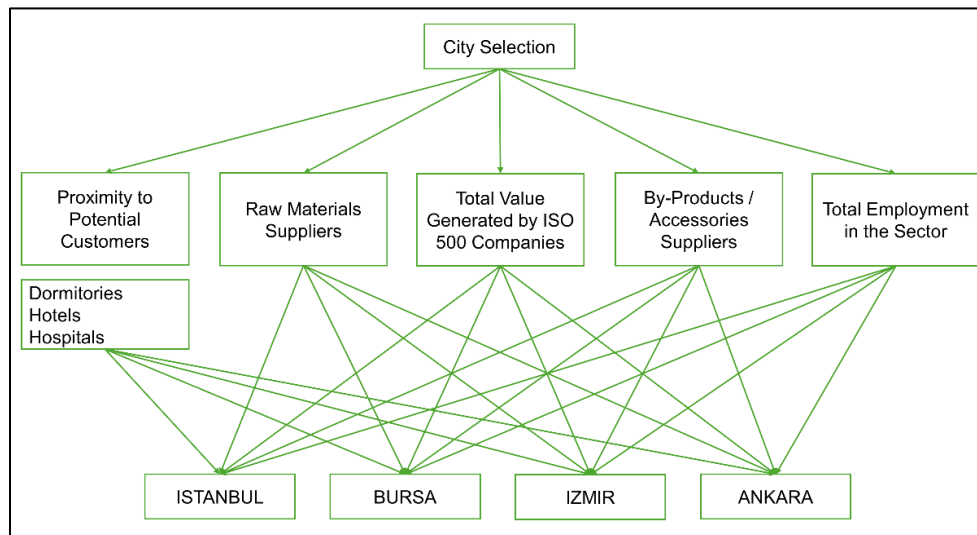 City Selection
Proximity to
Potential
Customers
Raw Materials
Suppliers
Total Value
Generated by ISO
500 Companies
By-Products /
Accessories
Suppliers
Total Employment
in the Sector
Dormitories
Hotels
Hospitals
ISTANBUL
BURSA
IZMIR
ANKARA